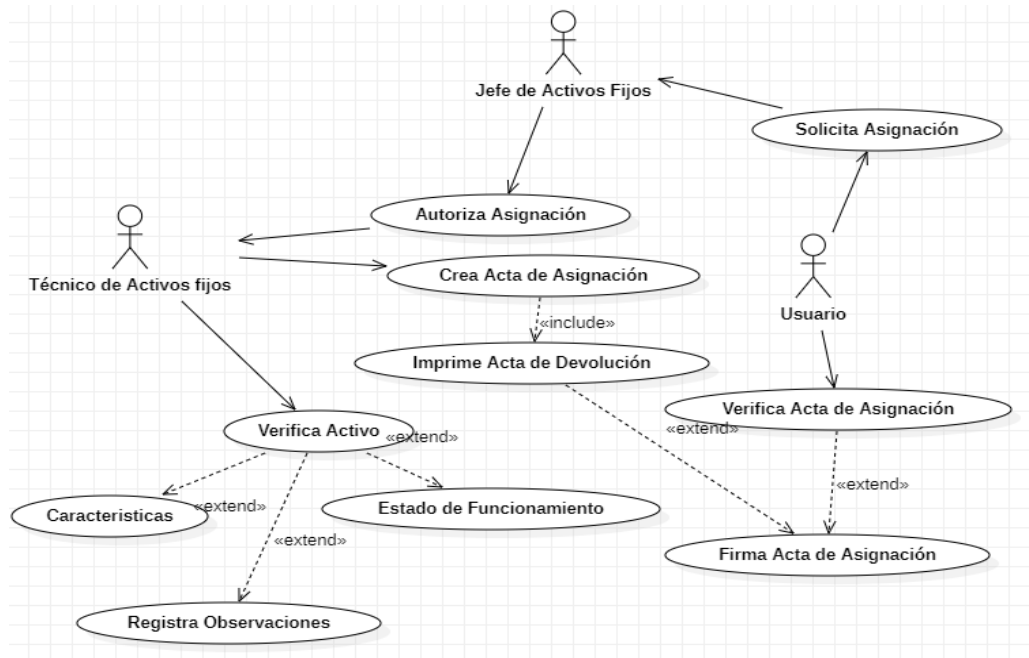 Jefe de Activos Fijos
Solicita Asignación
Autoriza Asignación
Crea Acta de Asignación
Técnico de Activos fijos
Usuario
«include»
Imprime Acta de Devolución
Verifica Acta de Asignación
Verifica Activo
«extend»
«extend»
«extend»
Caracteristicas
«extend»
Estado de Funcionamiento
«extend»
Firma Acta de Asignación
Registra Observaciones